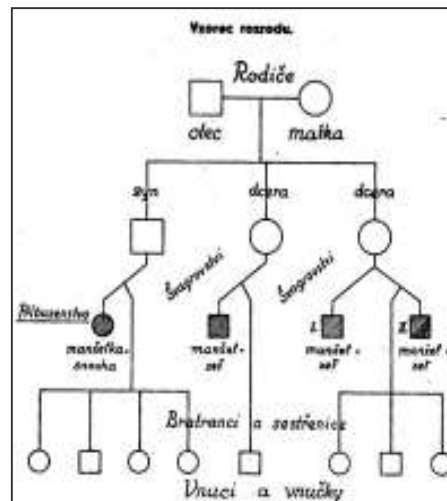 Vzorec rozrodu.
Rodiče
otec matka
syn dcera dcera
Švagrovství Švagrovství
Příbuzenstvo
1. 2.
manželka- manžel- manžel- manžel-
snacha zeť zeť zeť
Bratranci a sestřenice
Vnuci a vnučky